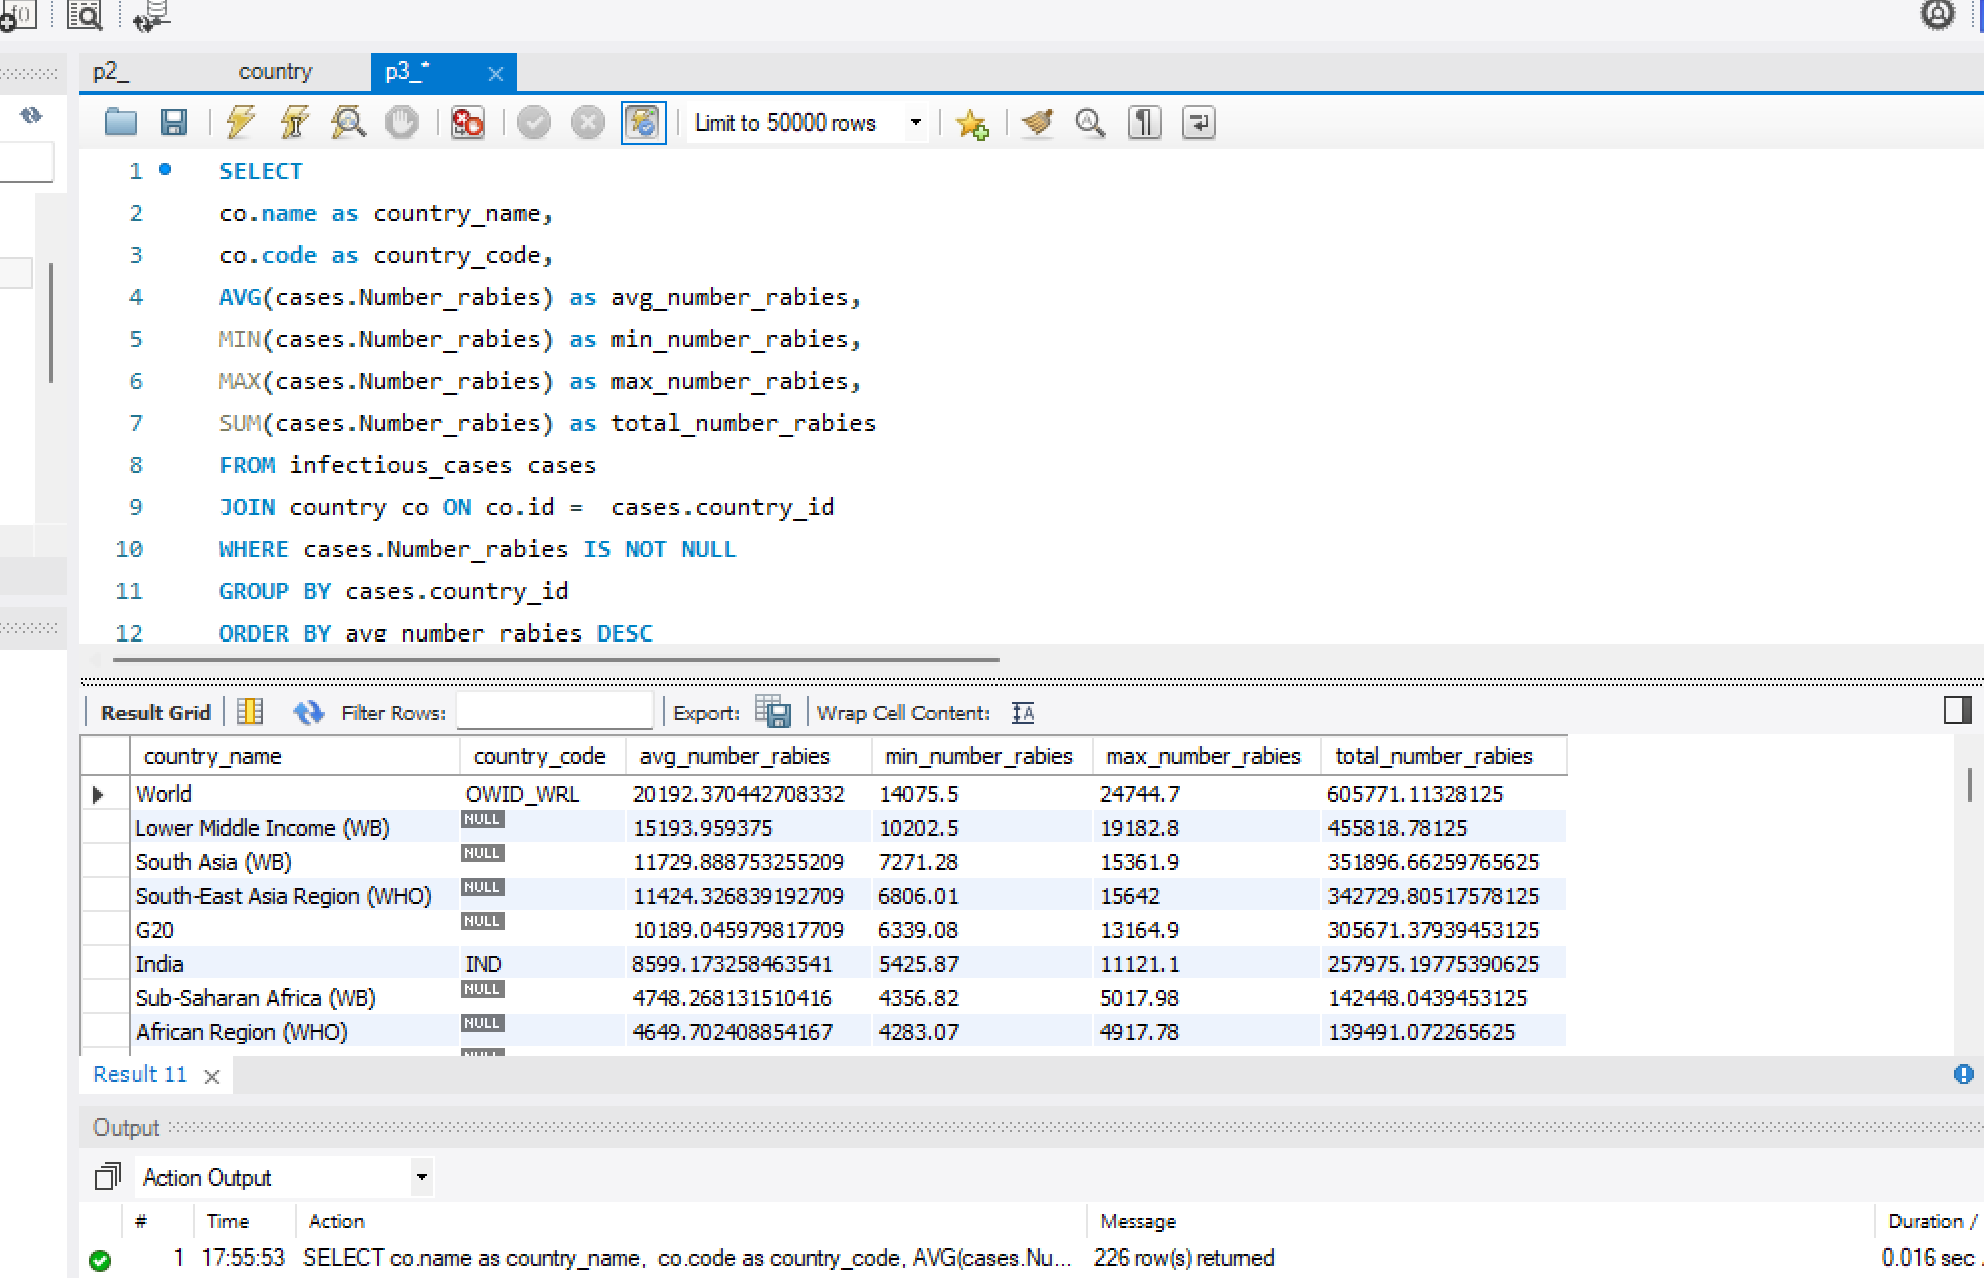 f()
p2_ country p3_*
Limit to 50000 rows
1 SELECT
2 co.name as country_name,
3 co.code as country_code,
4 AVG(cases.Number_rabies) as avg_number_rabies,
5 MIN(cases.Number_rabies) as min_number_rabies,
6 MAX(cases.Number_rabies) as max_number_rabies,
7 SUM(cases.Number_rabies) as total_number_rabies
8 FROM infectious_cases cases
9 JOIN country co ON co.id =  cases.country_id
10 WHERE cases.Number_rabies IS NOT NULL
11 GROUP BY cases.country_id
12 ORDER BY avg_number_rabies DESC
Result Grid Filter Rows: Export: Wrap Cell Content: IA
country_name country_code avg_number_rabies min_number_rabies max_number_rabies total_number_rabies
World OWID_WRL 20192.370442708332 14075.5 24744.7 605771.11328125
Lower Middle Income (WB) NULL 15193.959375 10202.5 19182.8 455818.78125
South Asia (WB) NULL 11729.888753255209 7271.28 15361.9 351896.66259765625
South-East Asia Region (WHO) NULL 11424.326839192709 6806.01 15642 342729.80517578125
G20 NULL 10189.045979817709 6339.08 13164.9 305671.37939453125
India IND 8599.173258463541 5425.87 11121.1 257975.19775390625
Sub-Saharan Africa (WB) NULL 4748.268131510416 4356.82 5017.98 142448.0439453125
African Region (WHO) NULL 4649.702408854167 4283.07 4917.78 139491.072265625
NULL
Result 11
Output
Action Output
# Time Action Message Duration /
1 17:55:53 SELECT co.name as country_name, co.code as country_code, AVG(cases.Nu... 226 row(s) returned 0.016 sec